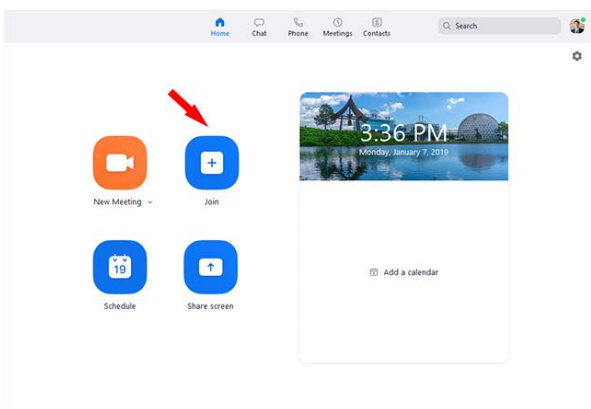 Home Chat Phone Meetings Contacts Search
3:36 PM
Monday, January 7, 2019
New Meeting Join
19
Add a calendar
Schedule Share screen